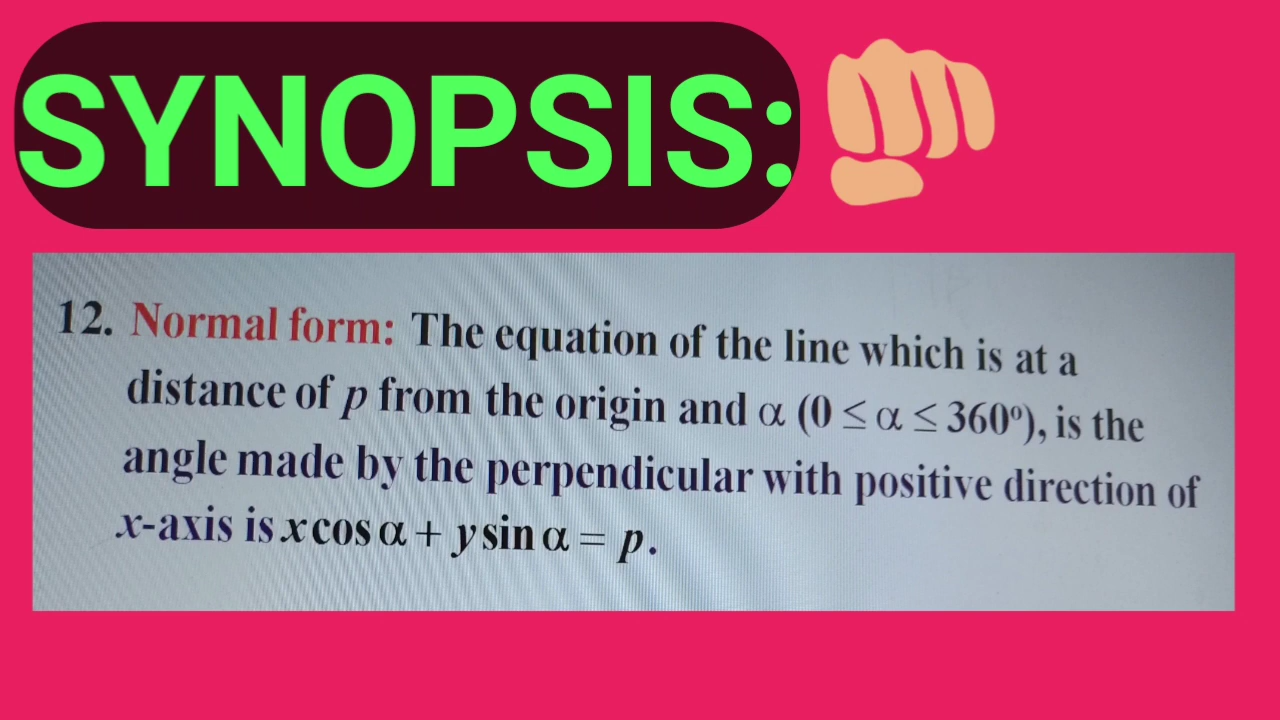 SYNOPSIS:
12. Normal form: The equation of the line which is at a
distance of p from the origin and α (0 ≤ α ≤ 360º), is the
angle made by the perpendicular with positive direction of
x-axis is x cos α + y sin α = p.